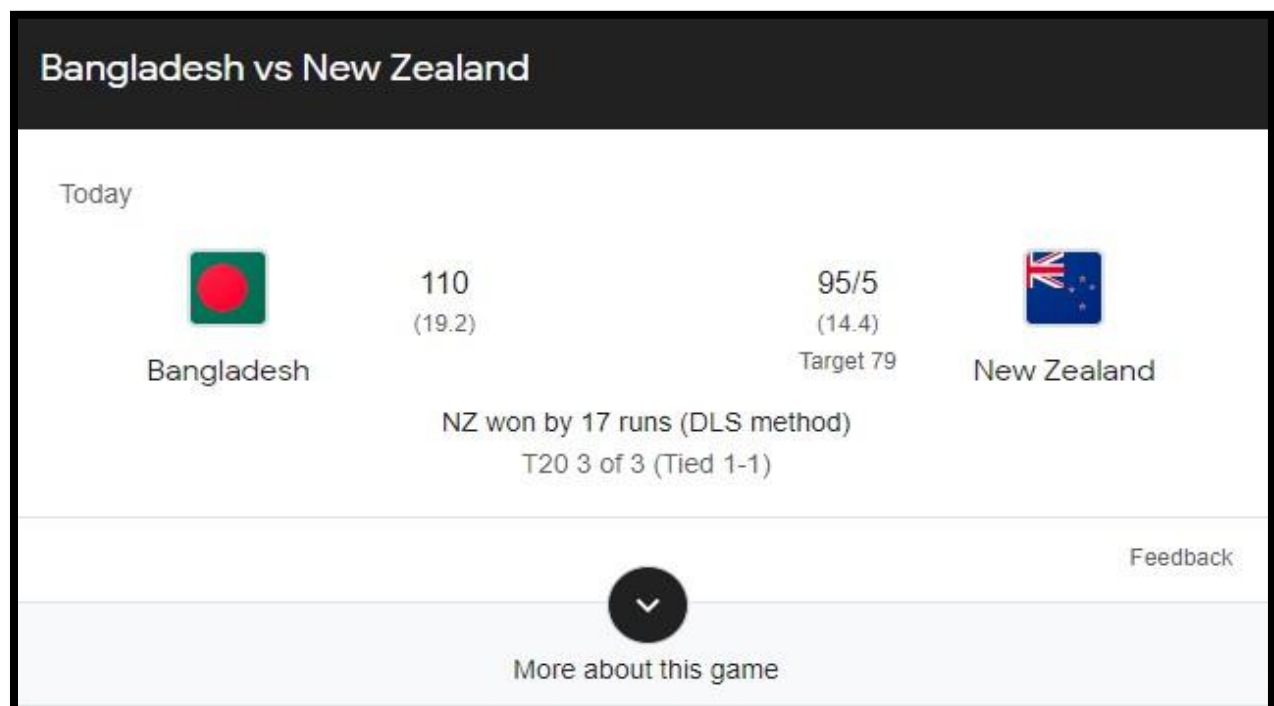 Bangladesh vs New Zealand
Today
110
(19.2)
Bangladesh
95/5
(14.4)
Target 79
New Zealand
NZ won by 17 runs (DLS method)
T20 3 of 3 (Tied 1-1)
Feedback
More about this game